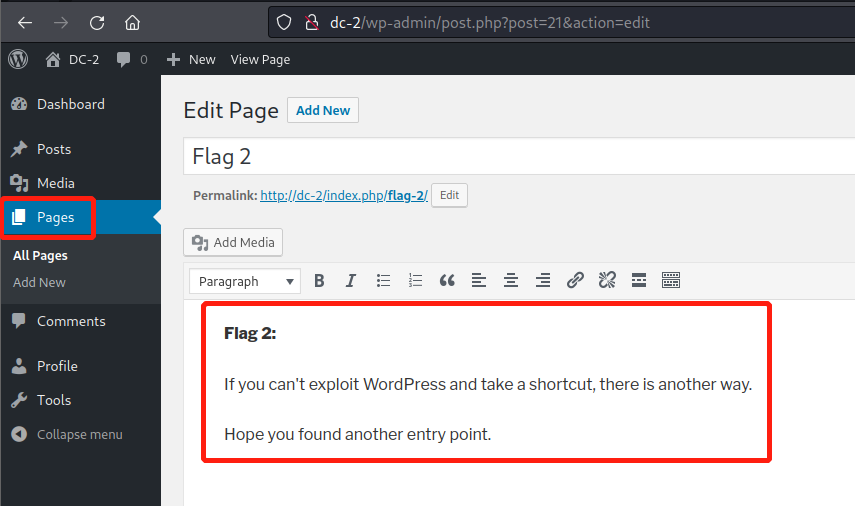 dc-2/wp-admin/post.php?post=21&action=edit
DC-2 0 New View Page
Dashboard
Posts
Media
Pages
All Pages
Add New
Comments
Profile
Tools
Collapse menu
Edit Page Add New
Flag 2
Permalink: http://dc-2/index.php/flag-2/ Edit
Add Media
Paragraph B I
Flag 2:
If you can't exploit WordPress and take a shortcut, there is another way.
Hope you found another entry point.